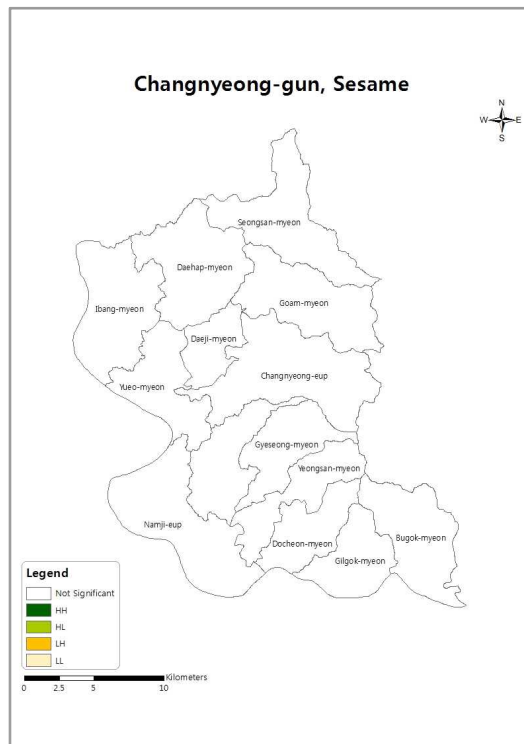 Changnyeong-gun, Sesame
N
W E
S
Seongsan-myeon
Daehap-myeon
Goam-myeon
Ibang-myeon
Daeji-myeon
Changnyeong-eup
Yueo-myeon
Gyeseong-myeon
Yeongsan-myeon
Namji-eup
Bugok-myeon
Docheon-myeon
Gilgok-myeon
Legend
Not Significant
HH
HL
LH
LL
Kilometers
0 2.5 5 10